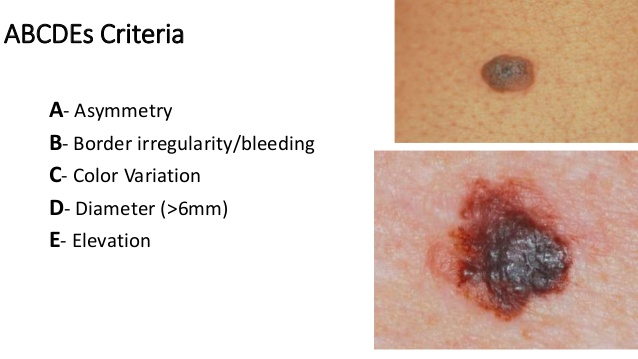 ABCDEs Criteria
A- Asymmetry
B- Border irregularity/bleeding
C- Color Variation
D- Diameter (>6mm)
E- Elevation